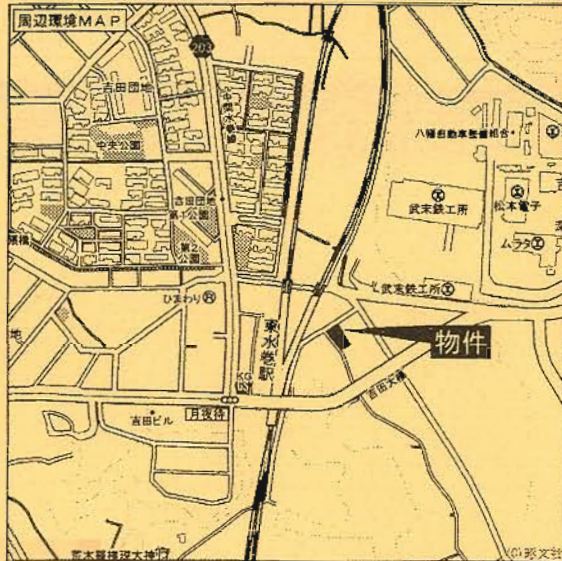 周辺環境MAP
203
吉田団地
中央公園
吉田団地
第1公園
第2
公園
ひまわり
八幡自動車整備組合
武末鉄工所
松本電子
ムラタ
武末鉄工所
物件
東水巻駅
吉田大橋
吉田ビル
月夜待